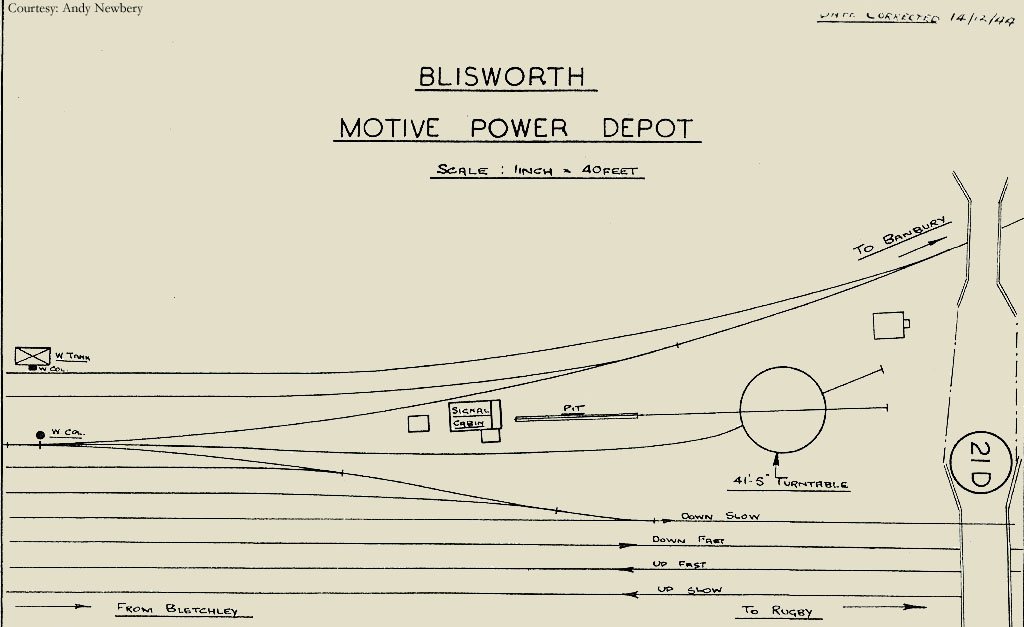 Courtesy: Andy Newbery
DATE CORRECTED 14/12/44
BLISWORTH
MOTIVE POWER DEPOT
SCALE : 1INCH = 40FEET
TO BANBURY
W TANK
W COL.
SIGNAL
CABIN
PIT
W COL.
21D
41'-5" TURNTABLE
DOWN SLOW
DOWN FAST
UP FAST
UP SLOW
FROM BLETCHLEY
TO RUGBY